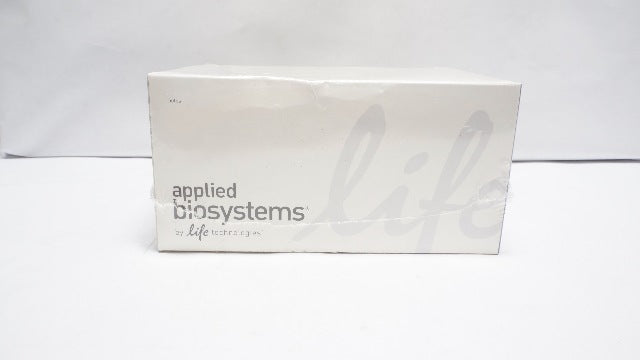 life
applied
biosystems
by life technologies